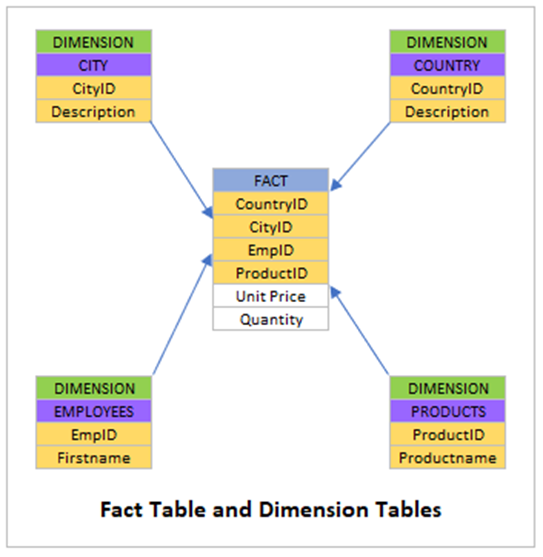 DIMENSION
CITY
CityID
Description
DIMENSION
COUNTRY
CountryID
Description
FACT
CountryID
CityID
EmpID
ProductID
Unit Price
Quantity
DIMENSION
EMPLOYEES
EmpID
Firstname
DIMENSION
PRODUCTS
ProductID
Productname
Fact Table and Dimension Tables